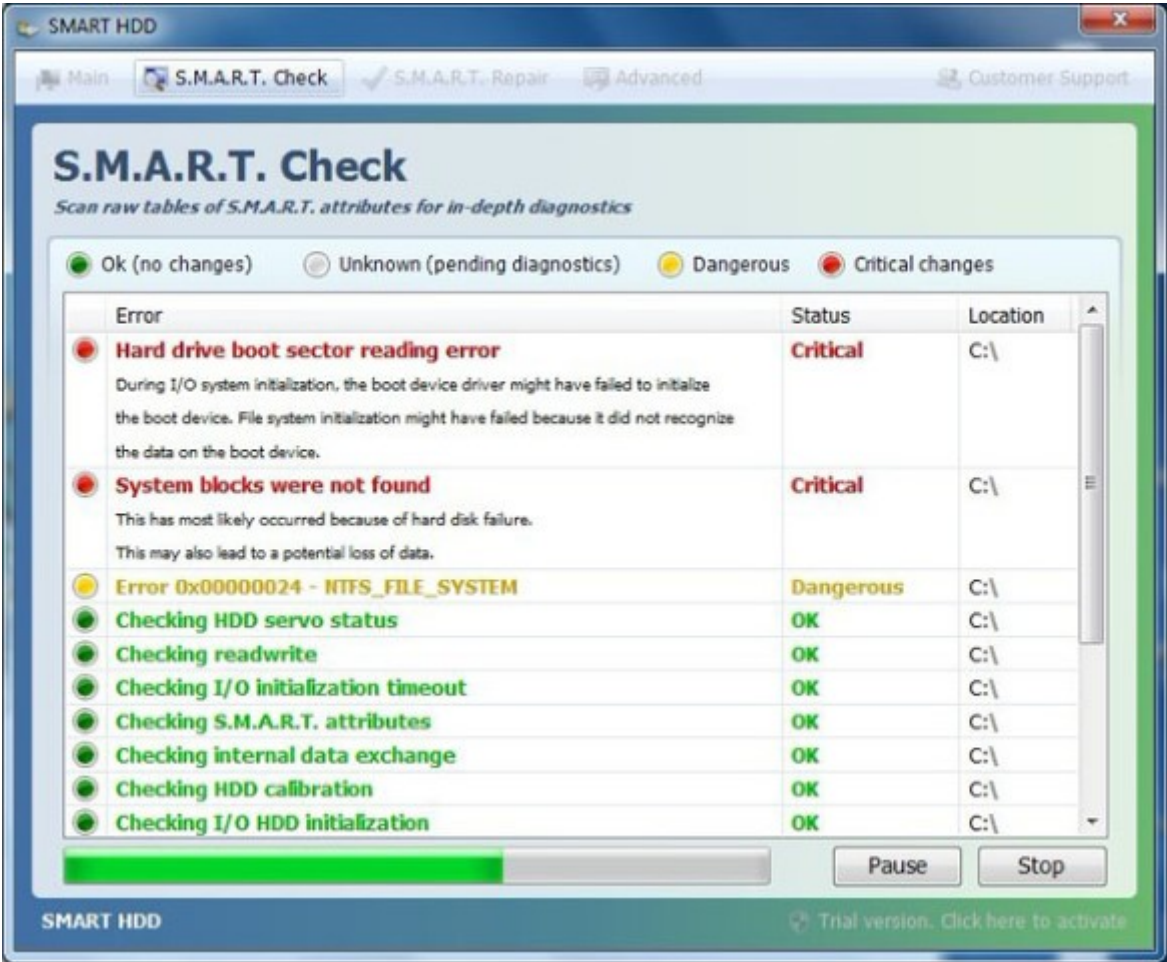 SMART HDD
Main S.M.A.R.T. Check S.M.A.R.T. Repair Advanced Customer Support
S.M.A.R.T. Check
Scan raw tables of S.M.A.R.T. attributes for in-depth diagnostics
Ok (no changes) Unknown (pending diagnostics) Dangerous Critical changes
Error Status Location
Hard drive boot sector reading error Critical C:\
During I/O system initialization, the boot device driver might have failed to initialize
the boot device. File system initialization might have failed because it did not recognize
the data on the boot device.
System blocks were not found Critical C:\
This has most likely occurred because of hard disk failure.
This may also lead to a potential loss of data.
Error 0x00000024 - NTFS_FILE_SYSTEM Dangerous C:\
Checking HDD servo status OK C:\
Checking readwrite OK C:\
Checking I/O initialization timeout OK C:\
Checking S.M.A.R.T. attributes OK C:\
Checking internal data exchange OK C:\
Checking HDD calibration OK C:\
Checking I/O HDD initialization OK C:\
Pause Stop
SMART HDD Trial version. Click here to activate